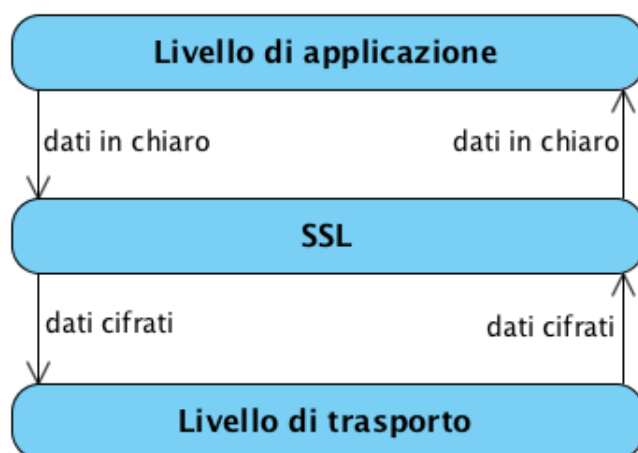 Livello di applicazione
dati in chiaro
dati in chiaro
SSL
dati cifrati
dati cifrati
Livello di trasporto